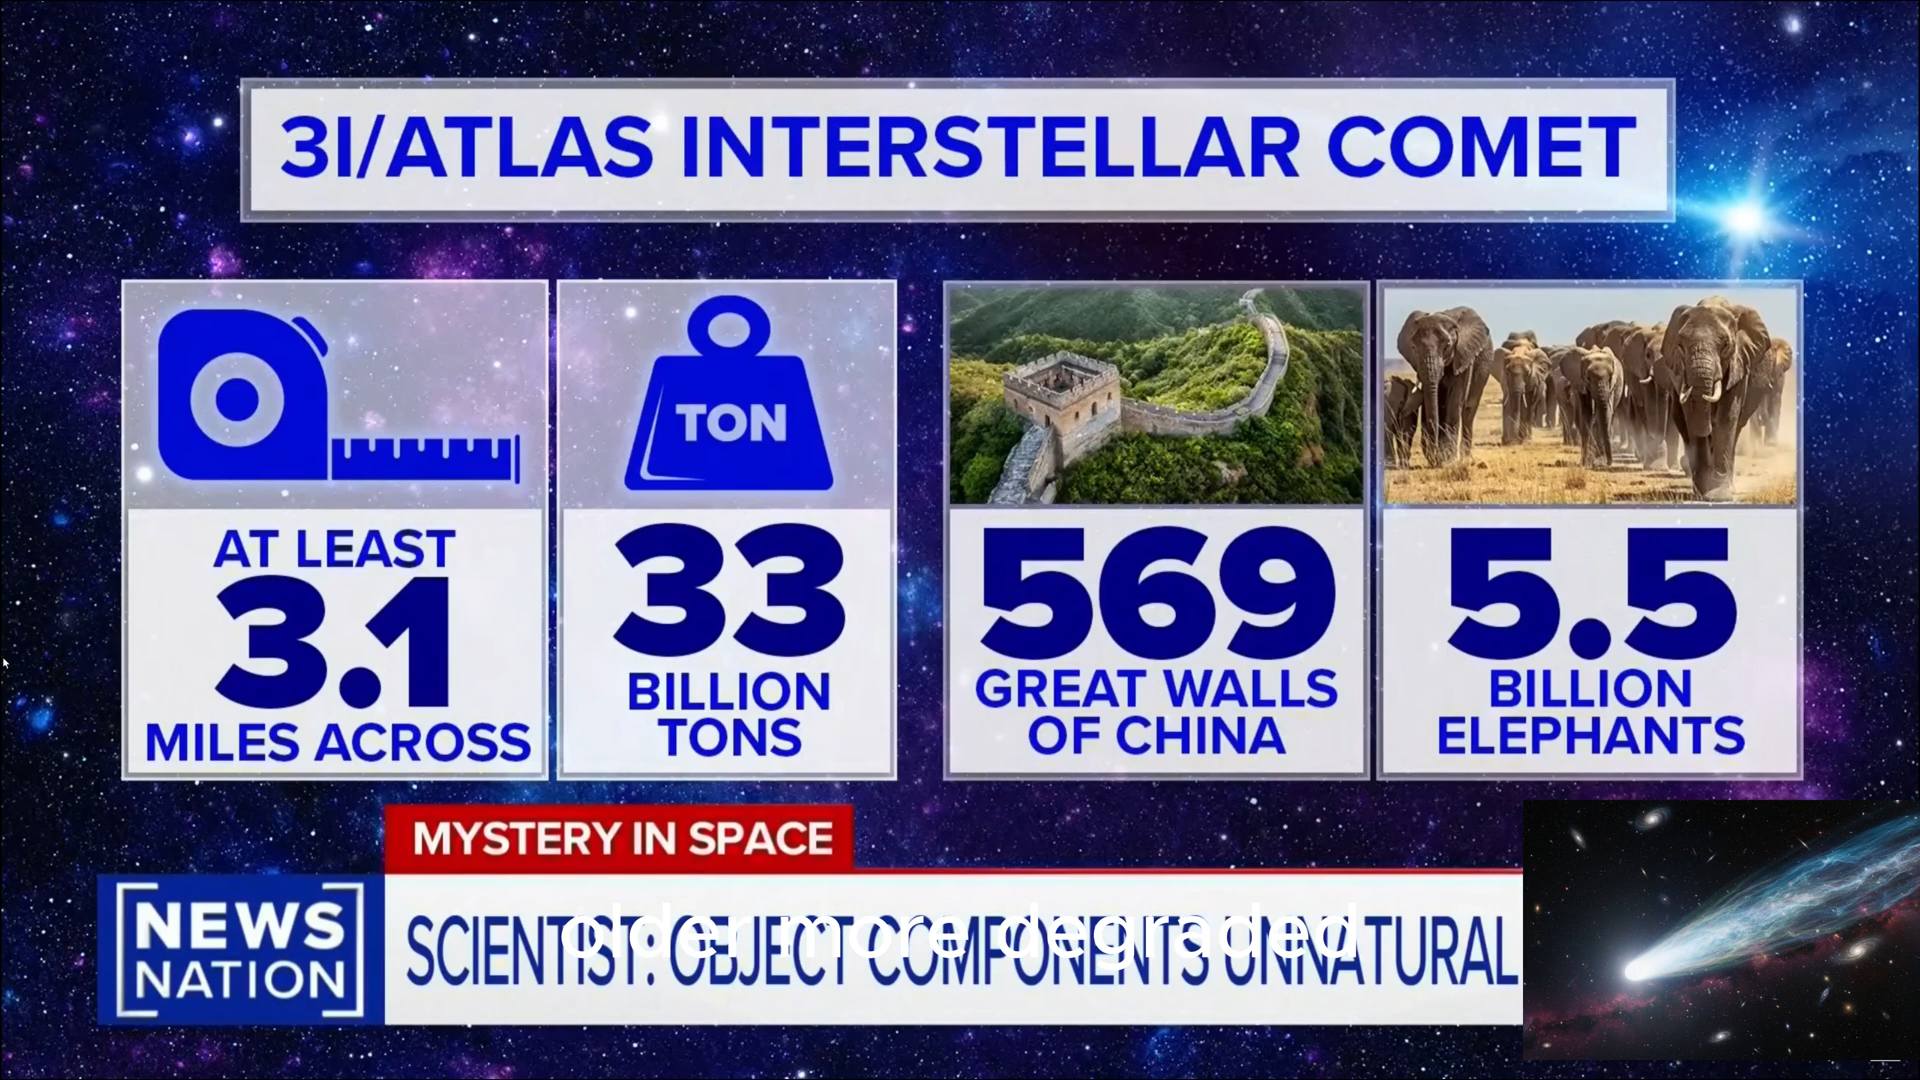 3I/ATLAS INTERSTELLAR COMET
AT LEAST
3.1
MILES ACROSS
TON
33
BILLION
TONS
569
GREAT WALLS
OF CHINA
5.5
BILLION
ELEPHANTS
MYSTERY IN SPACE
NEWS
NATION
SCIENTIST: OBJECT COMPONENTS UNNATURAL
older more degraded